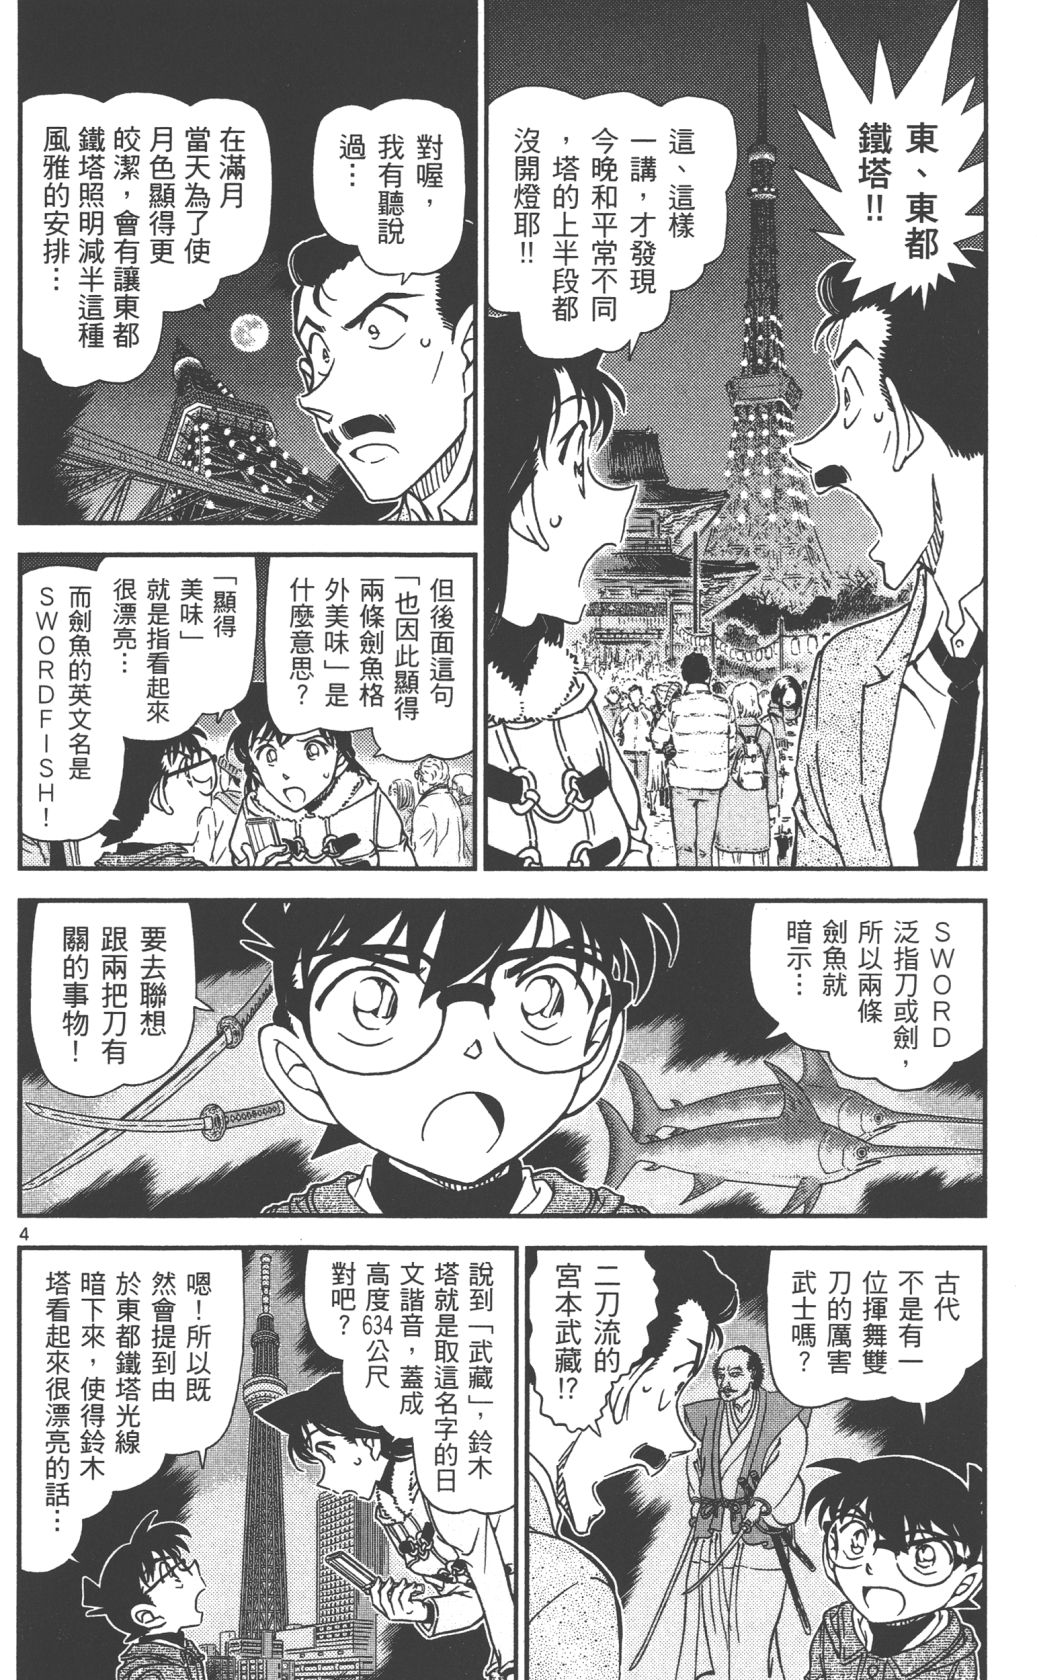 東、東都
鐵塔!!
這、這樣
一講，才發現
今晚和平常不同
，塔的上半段都
沒開燈耶!!
對喔，
我有聽說
過…
在滿月
當天為了使
月色顯得更
皎潔，會有讓東都
鐵塔照明減半這種
風雅的安排…
但後面這句
「也因此顯得
兩條劍魚格
外美味」是
什麼意思？
「顯得
美味」
就是指看起來
很漂亮…
而劍魚的英文名是
SWORDFISH！
SWORD
泛指刀或劍，
所以兩條
劍魚就
暗示…
要去聯想
跟兩把刀有
關的事物！
4
古代
不是有一
位揮舞雙
刀的厲害
武士嗎？
二刀流的
宮本武藏!?
說到「武藏」，鈴木
塔就是取這名字的日
文諧音，蓋成
高度634公尺
對吧？
嗯！所以既
然會提到由
於東都鐵塔光線
暗下來，使得鈴木
塔看起來很漂亮的話…